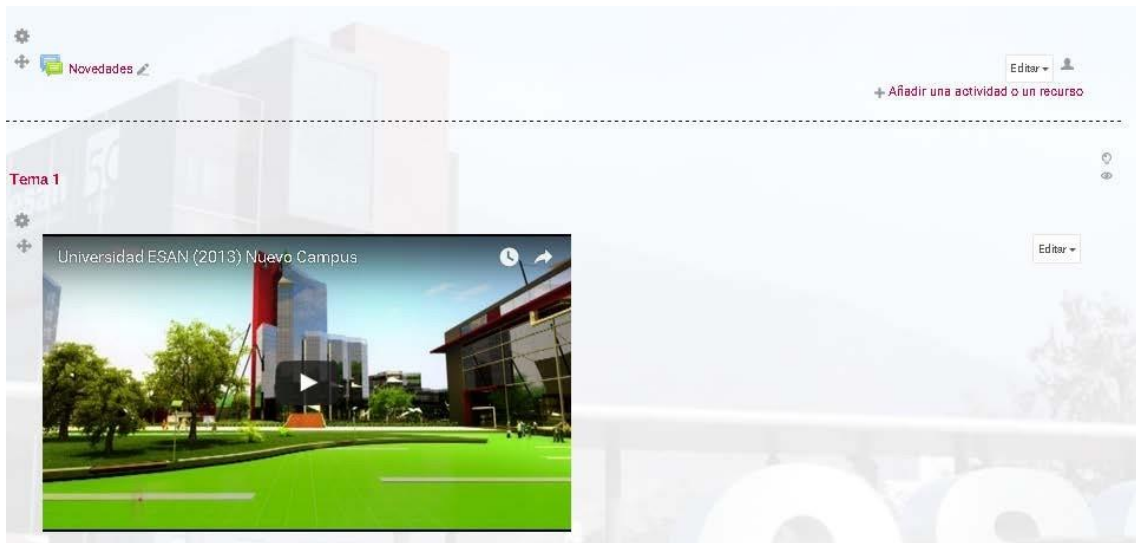 Novedades
Editar
+ Añadir una actividad o un recurso
Tema 1
Universidad ESAN (2013) Nuevo Campus
Editar